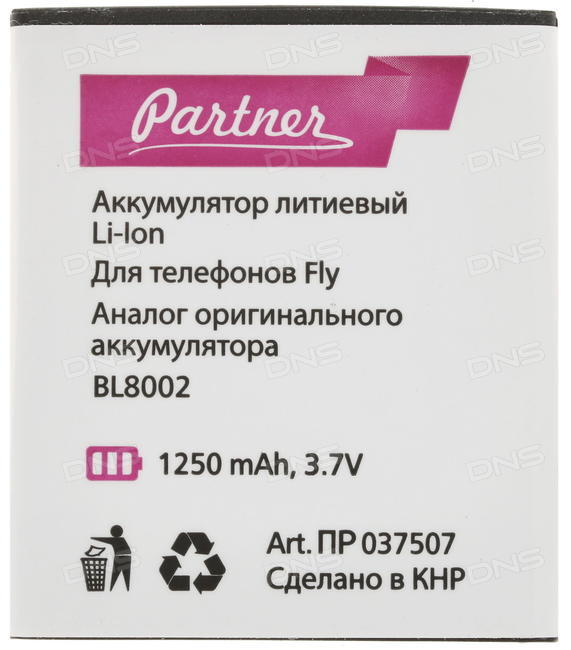 Partner
Аккумулятор литиевый
Li-Ion
Для телефонов Fly
Аналог оригинального
аккумулятора
BL8002
1250 mAh, 3.7V
Art. ПР 037507
Сделано в КНР
DNS